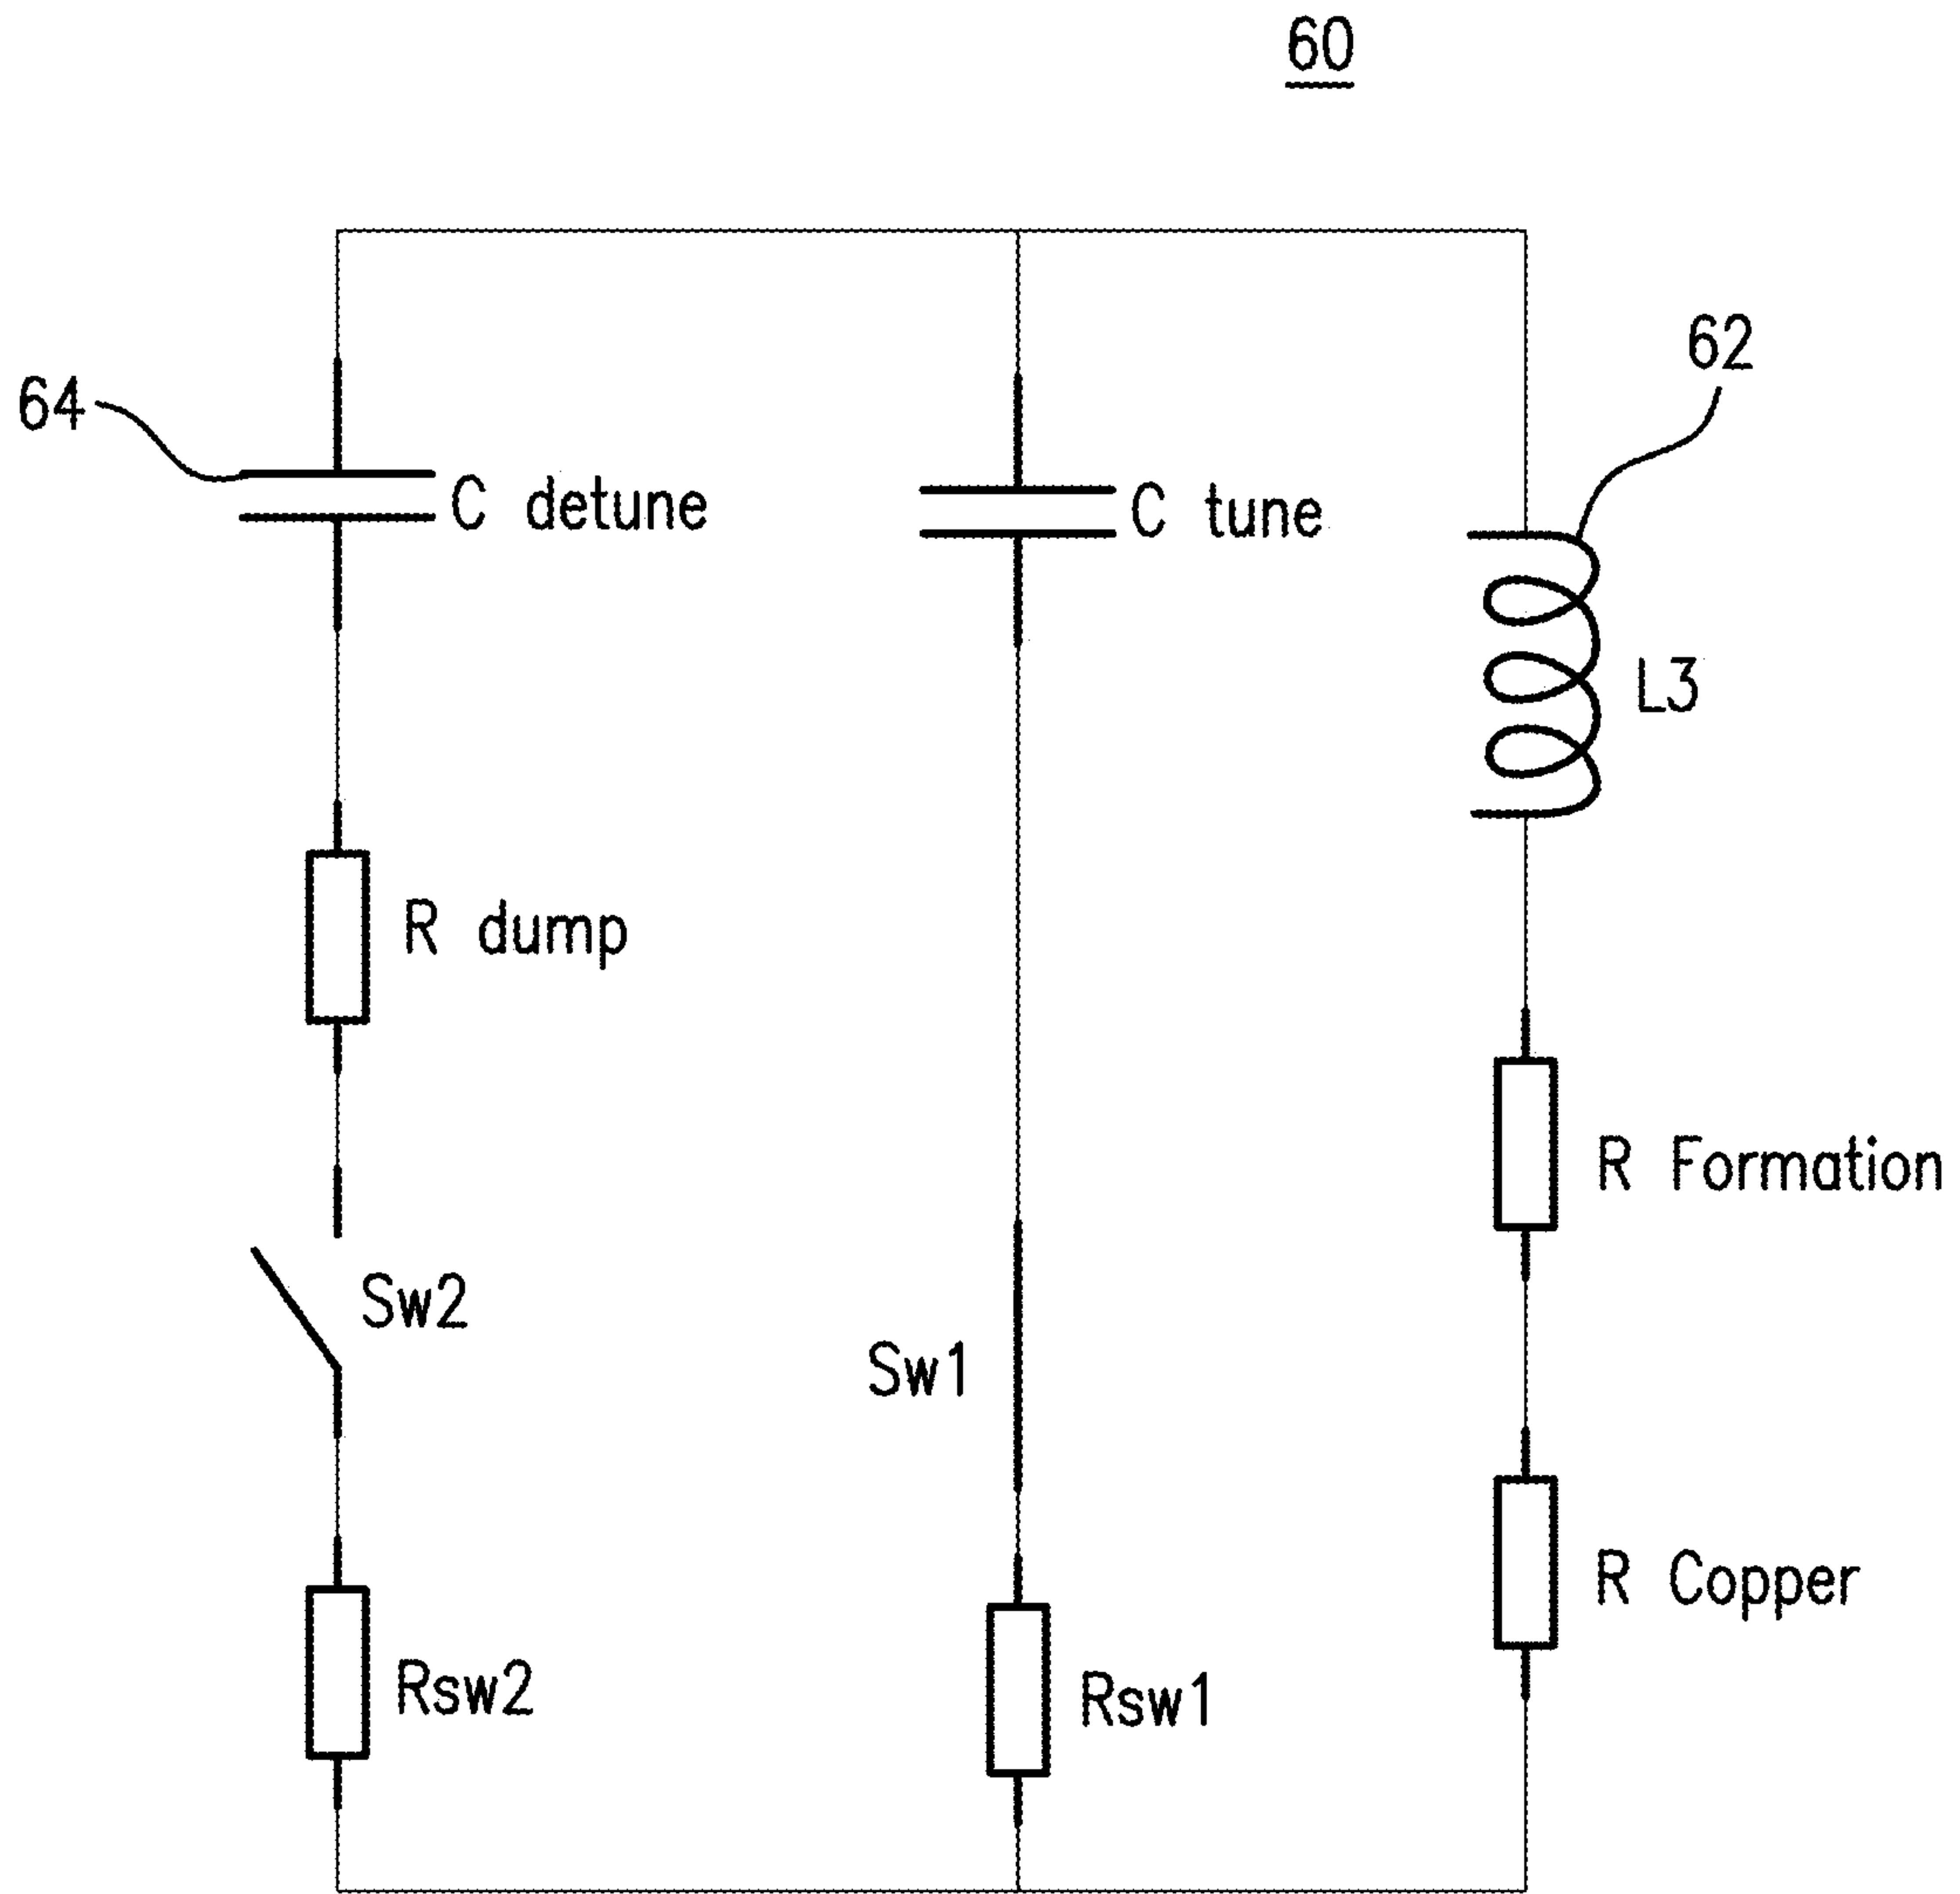 60
62
64
C detune
C tune
L3
R dump
R Formation
Sw2
Sw1
R Copper
Rsw2
Rsw1